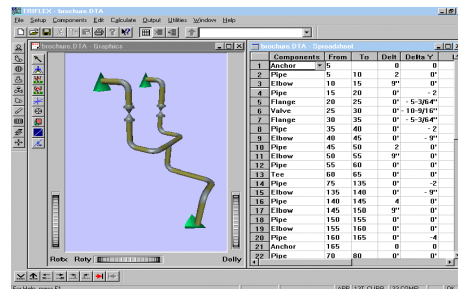 TRIFLEX - brochure.DTA
File Setup Components Edit Calculate Output Utilities Window Help
brochure.DTA - Graphics
brochure.DTA - Spreadsheet
Components From To Delt Delta Y
1 Anchor 5 0 0
2 Pipe 5 10 2 0"
3 Elbow 10 15 9" 0"
4 Pipe 15 20 0" - 2
5 Flange 20 25 0" - 5-3/64"
6 Valve 25 30 0" - 10-9/16"
7 Flange 30 35 0" - 5-3/64"
8 Pipe 35 40 0" - 2
9 Elbow 40 45 0" - 9"
10 Pipe 45 50 2 0"
11 Elbow 50 55 9" 0"
12 Pipe 55 60 0" 0"
13 Tee 60 65 0" 0"
14 Pipe 75 135 0" -2
15 Elbow 135 140 0" - 9"
16 Pipe 140 145 4 0"
17 Elbow 145 150 9" 0"
18 Pipe 150 155 0" 0"
19 Elbow 155 160 0" 0"
20 Pipe 160 165 0" -4
21 Anchor 165 0 0
22 Pipe 70 80 0" 0"
Rotx Roty Dolly